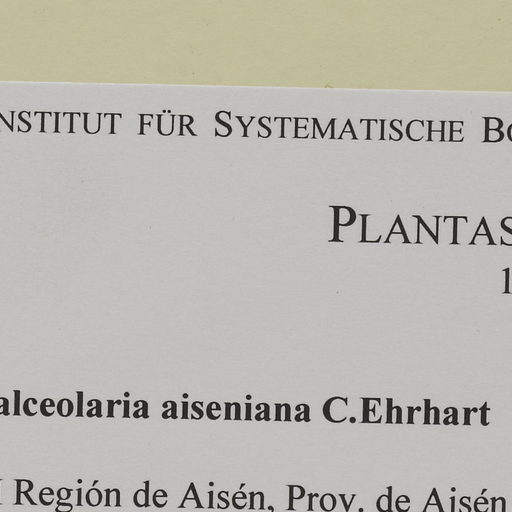 NSTITUT FÜR SYSTEMATISCHE BO
PLANTAS
1
alceolaria aiseniana C.Ehrhart
I Región de Aisén, Prov. de Aisén